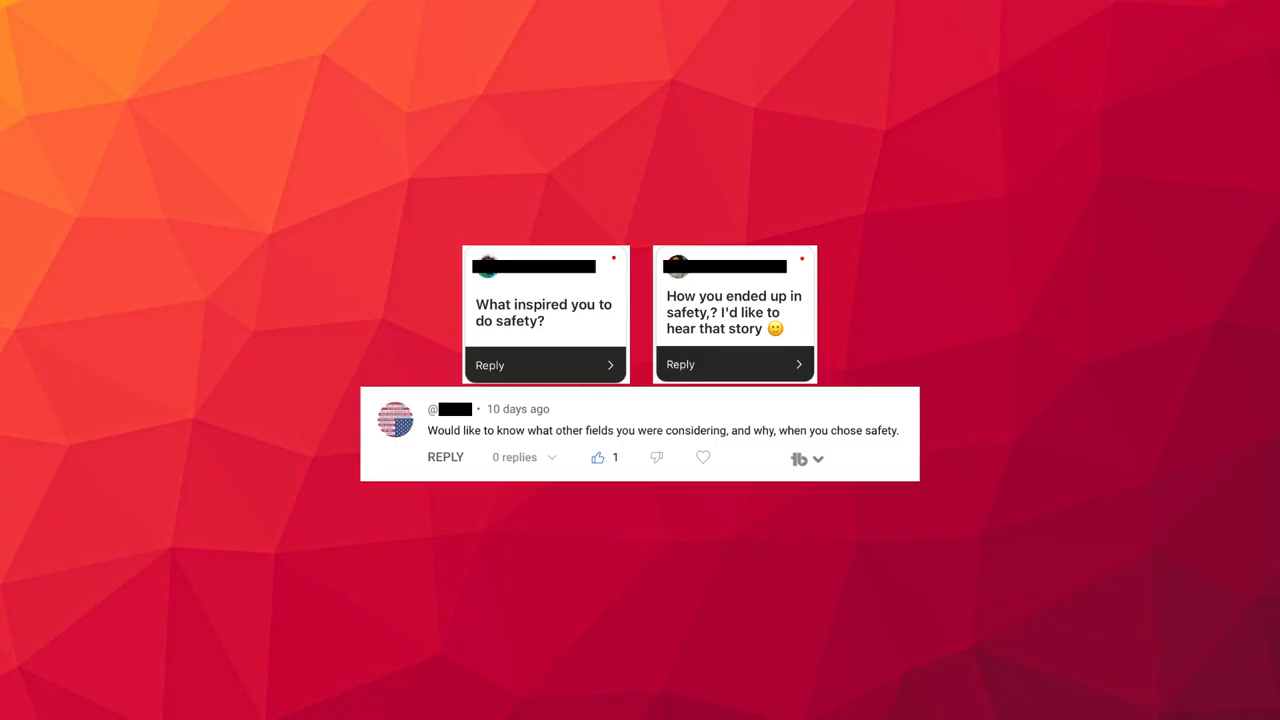 What inspired you to
do safety?
Reply
How you ended up in
safety,? I'd like to
hear that story 🙂
Reply
@ · 10 days ago
Would like to know what other fields you were considering, and why, when you chose safety.
REPLY 0 replies 1